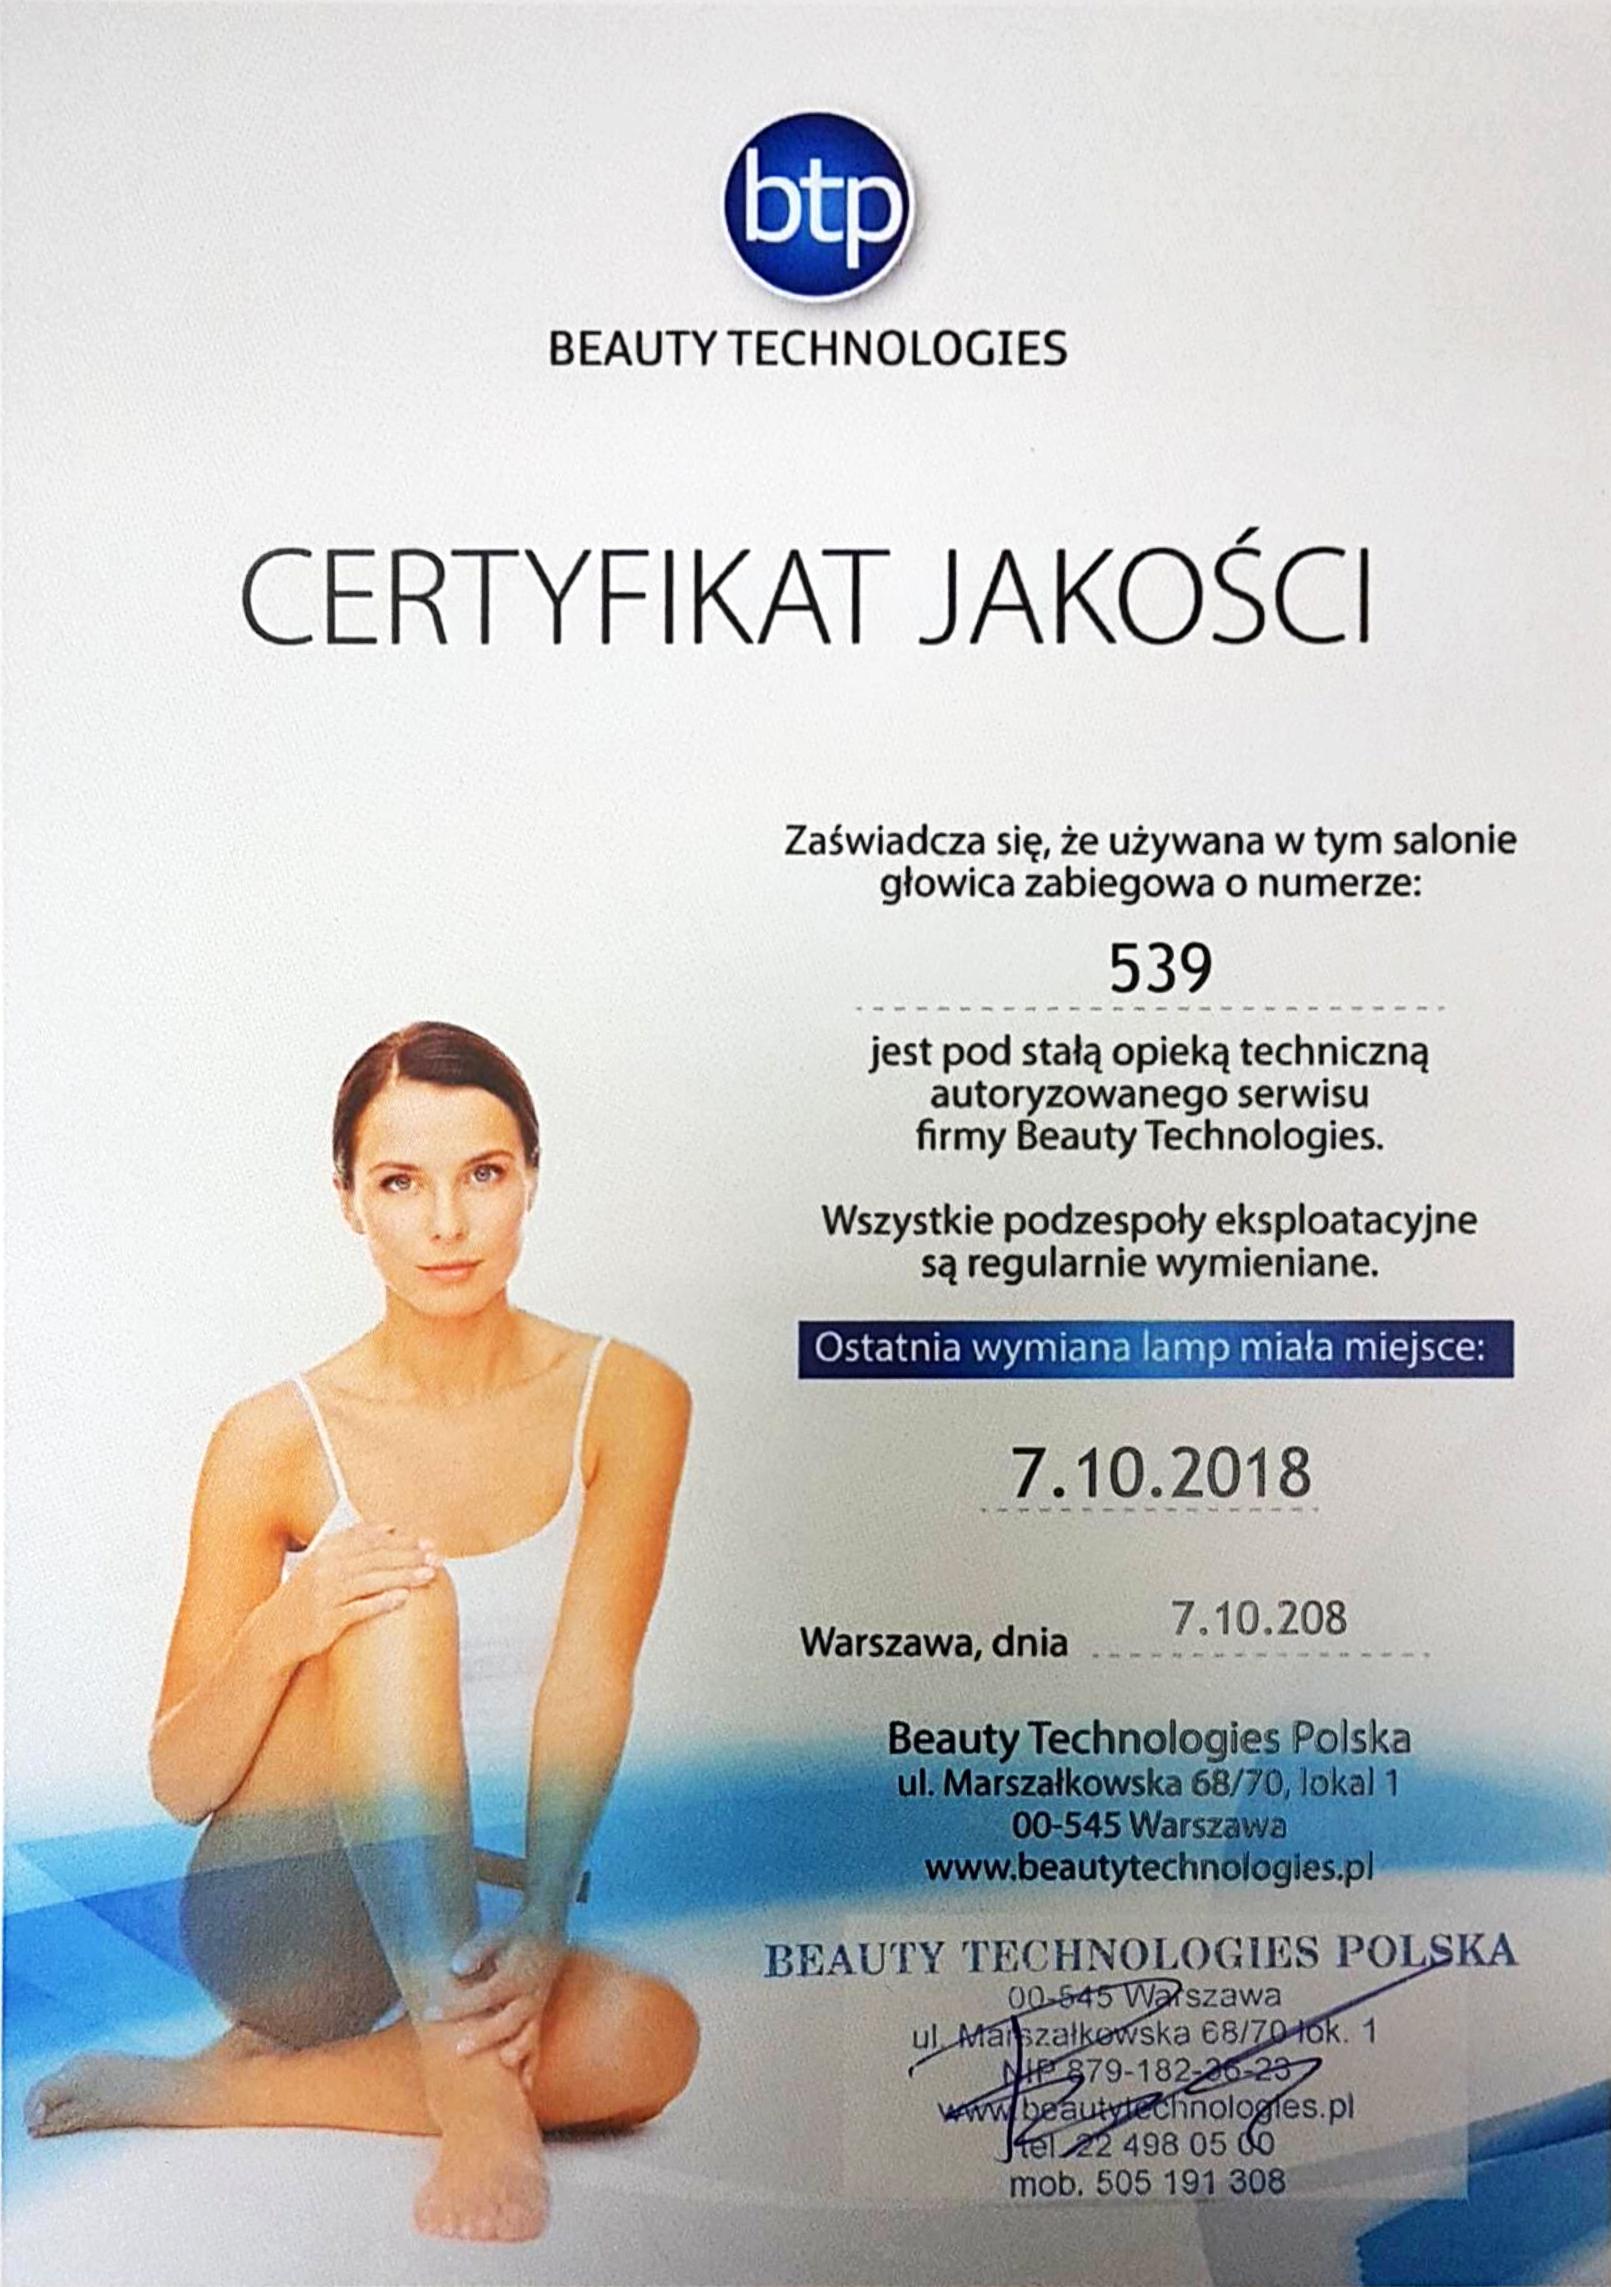 btp
BEAUTY TECHNOLOGIES
CERTYFIKAT JAKOŚCI
Zaświadcza się, że używana w tym salonie
głowica zabiegowa o numerze:
539
jest pod stałą opieką techniczną
autoryzowanego serwisu
firmy Beauty Technologies.
Wszystkie podzespoły eksploatacyjne
są regularnie wymieniane.
Ostatnia wymiana lamp miała miejsce:
7.10.2018
Warszawa, dnia 7.10.208
Beauty Technologies Polska
ul. Marszałkowska 68/70, lokal 1
00-545 Warszawa
www.beautytechnologies.pl
BEAUTY TECHNOLOGIES POLSKA
00-545 Warszawa
ul. Marszałkowska 68/70 lok. 1
NIP 879-182-26-23
www.beautytechnologies.pl
tel. 22 498 05 00
mob. 505 191 308